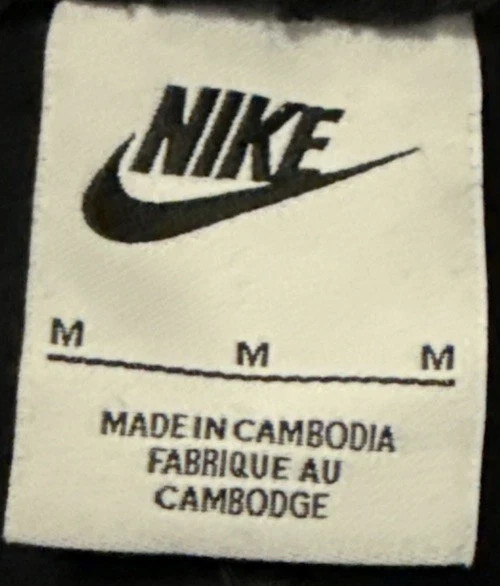 NIKE
M M M
MADE IN CAMBODIA
FABRIQUE AU
CAMBODGE